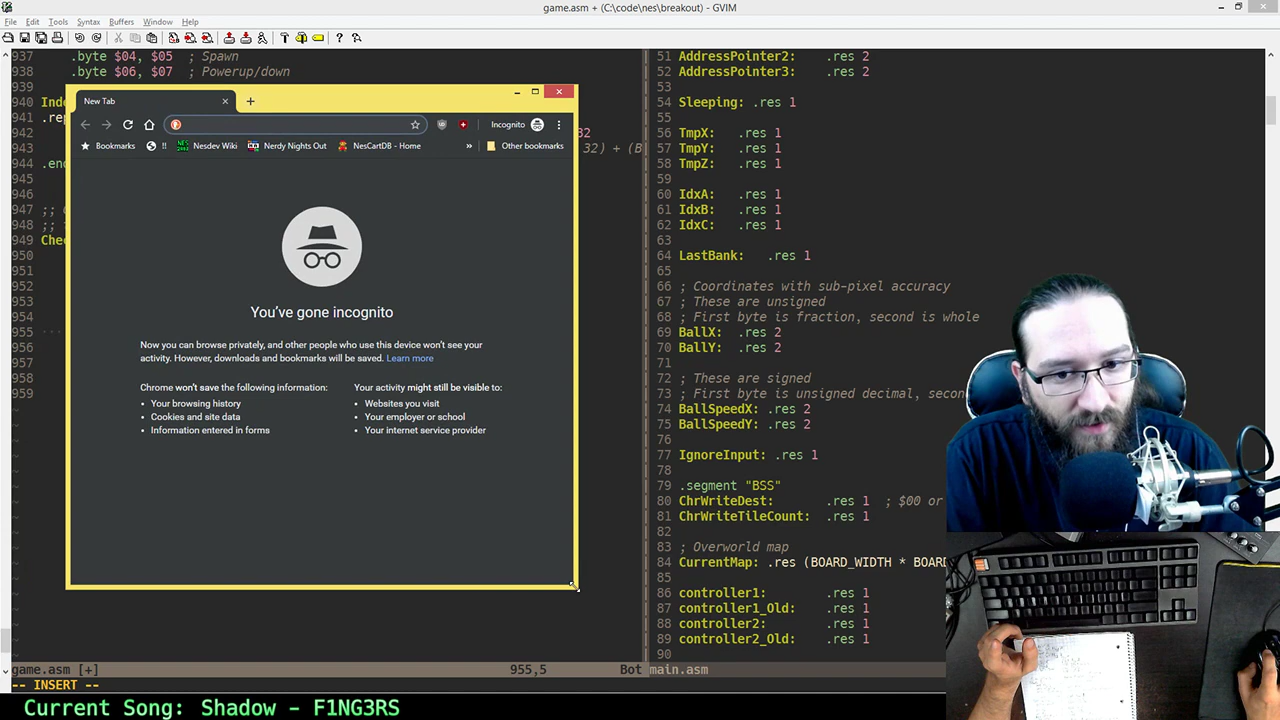 game.asm + (C:\code\nes\breakout) - GVIM
File Edit Tools Syntax Buffers Window Help
937 .byte $04, $05 ; Spawn
938 .byte $06, $07 ; Powerup/down
939
940 Inde
941 .rep
942 32
943 32) + (B
944 .end
945
946
947 ;;
948 ;;
949 Chec
950
951
952
953
954
955
956
957
958
959
New Tab
Incognito
Bookmarks !! Nesdev Wiki Nerdy Nights Out NesCartDB - Home » Other bookmarks
You've gone incognito
Now you can browse privately, and other people who use this device won't see your
activity. However, downloads and bookmarks will be saved. Learn more
Chrome won't save the following information:
• Your browsing history
• Cookies and site data
• Information entered in forms
Your activity might still be visible to:
• Websites you visit
• Your employer or school
• Your internet service provider
51 AddressPointer2: .res 2
52 AddressPointer3: .res 2
53
54 Sleeping: .res 1
55
56 TmpX: .res 1
57 TmpY: .res 1
58 TmpZ: .res 1
59
60 IdxA: .res 1
61 IdxB: .res 1
62 IdxC: .res 1
63
64 LastBank: .res 1
65
66 ; Coordinates with sub-pixel accuracy
67 ; These are unsigned
68 ; First byte is fraction, second is whole
69 BallX: .res 2
70 BallY: .res 2
71
72 ; These are signed
73 ; First byte is unsigned decimal, secon
74 BallSpeedX: .res 2
75 BallSpeedY: .res 2
76
77 IgnoreInput: .res 1
78
79 .segment "BSS"
80 ChrWriteDest: .res 1 ; $00 or
81 ChrWriteTileCount: .res 1
82
83 ; Overworld map
84 CurrentMap: .res (BOARD_WIDTH * BOAR
85
86 controller1: .res 1
87 controller1_Old: .res 1
88 controller2: .res 1
89 controller2_Old: .res 1
90
game.asm [+] 955,5 Bot main.asm
-- INSERT --
Current Song: Shadow - F1NG3RS